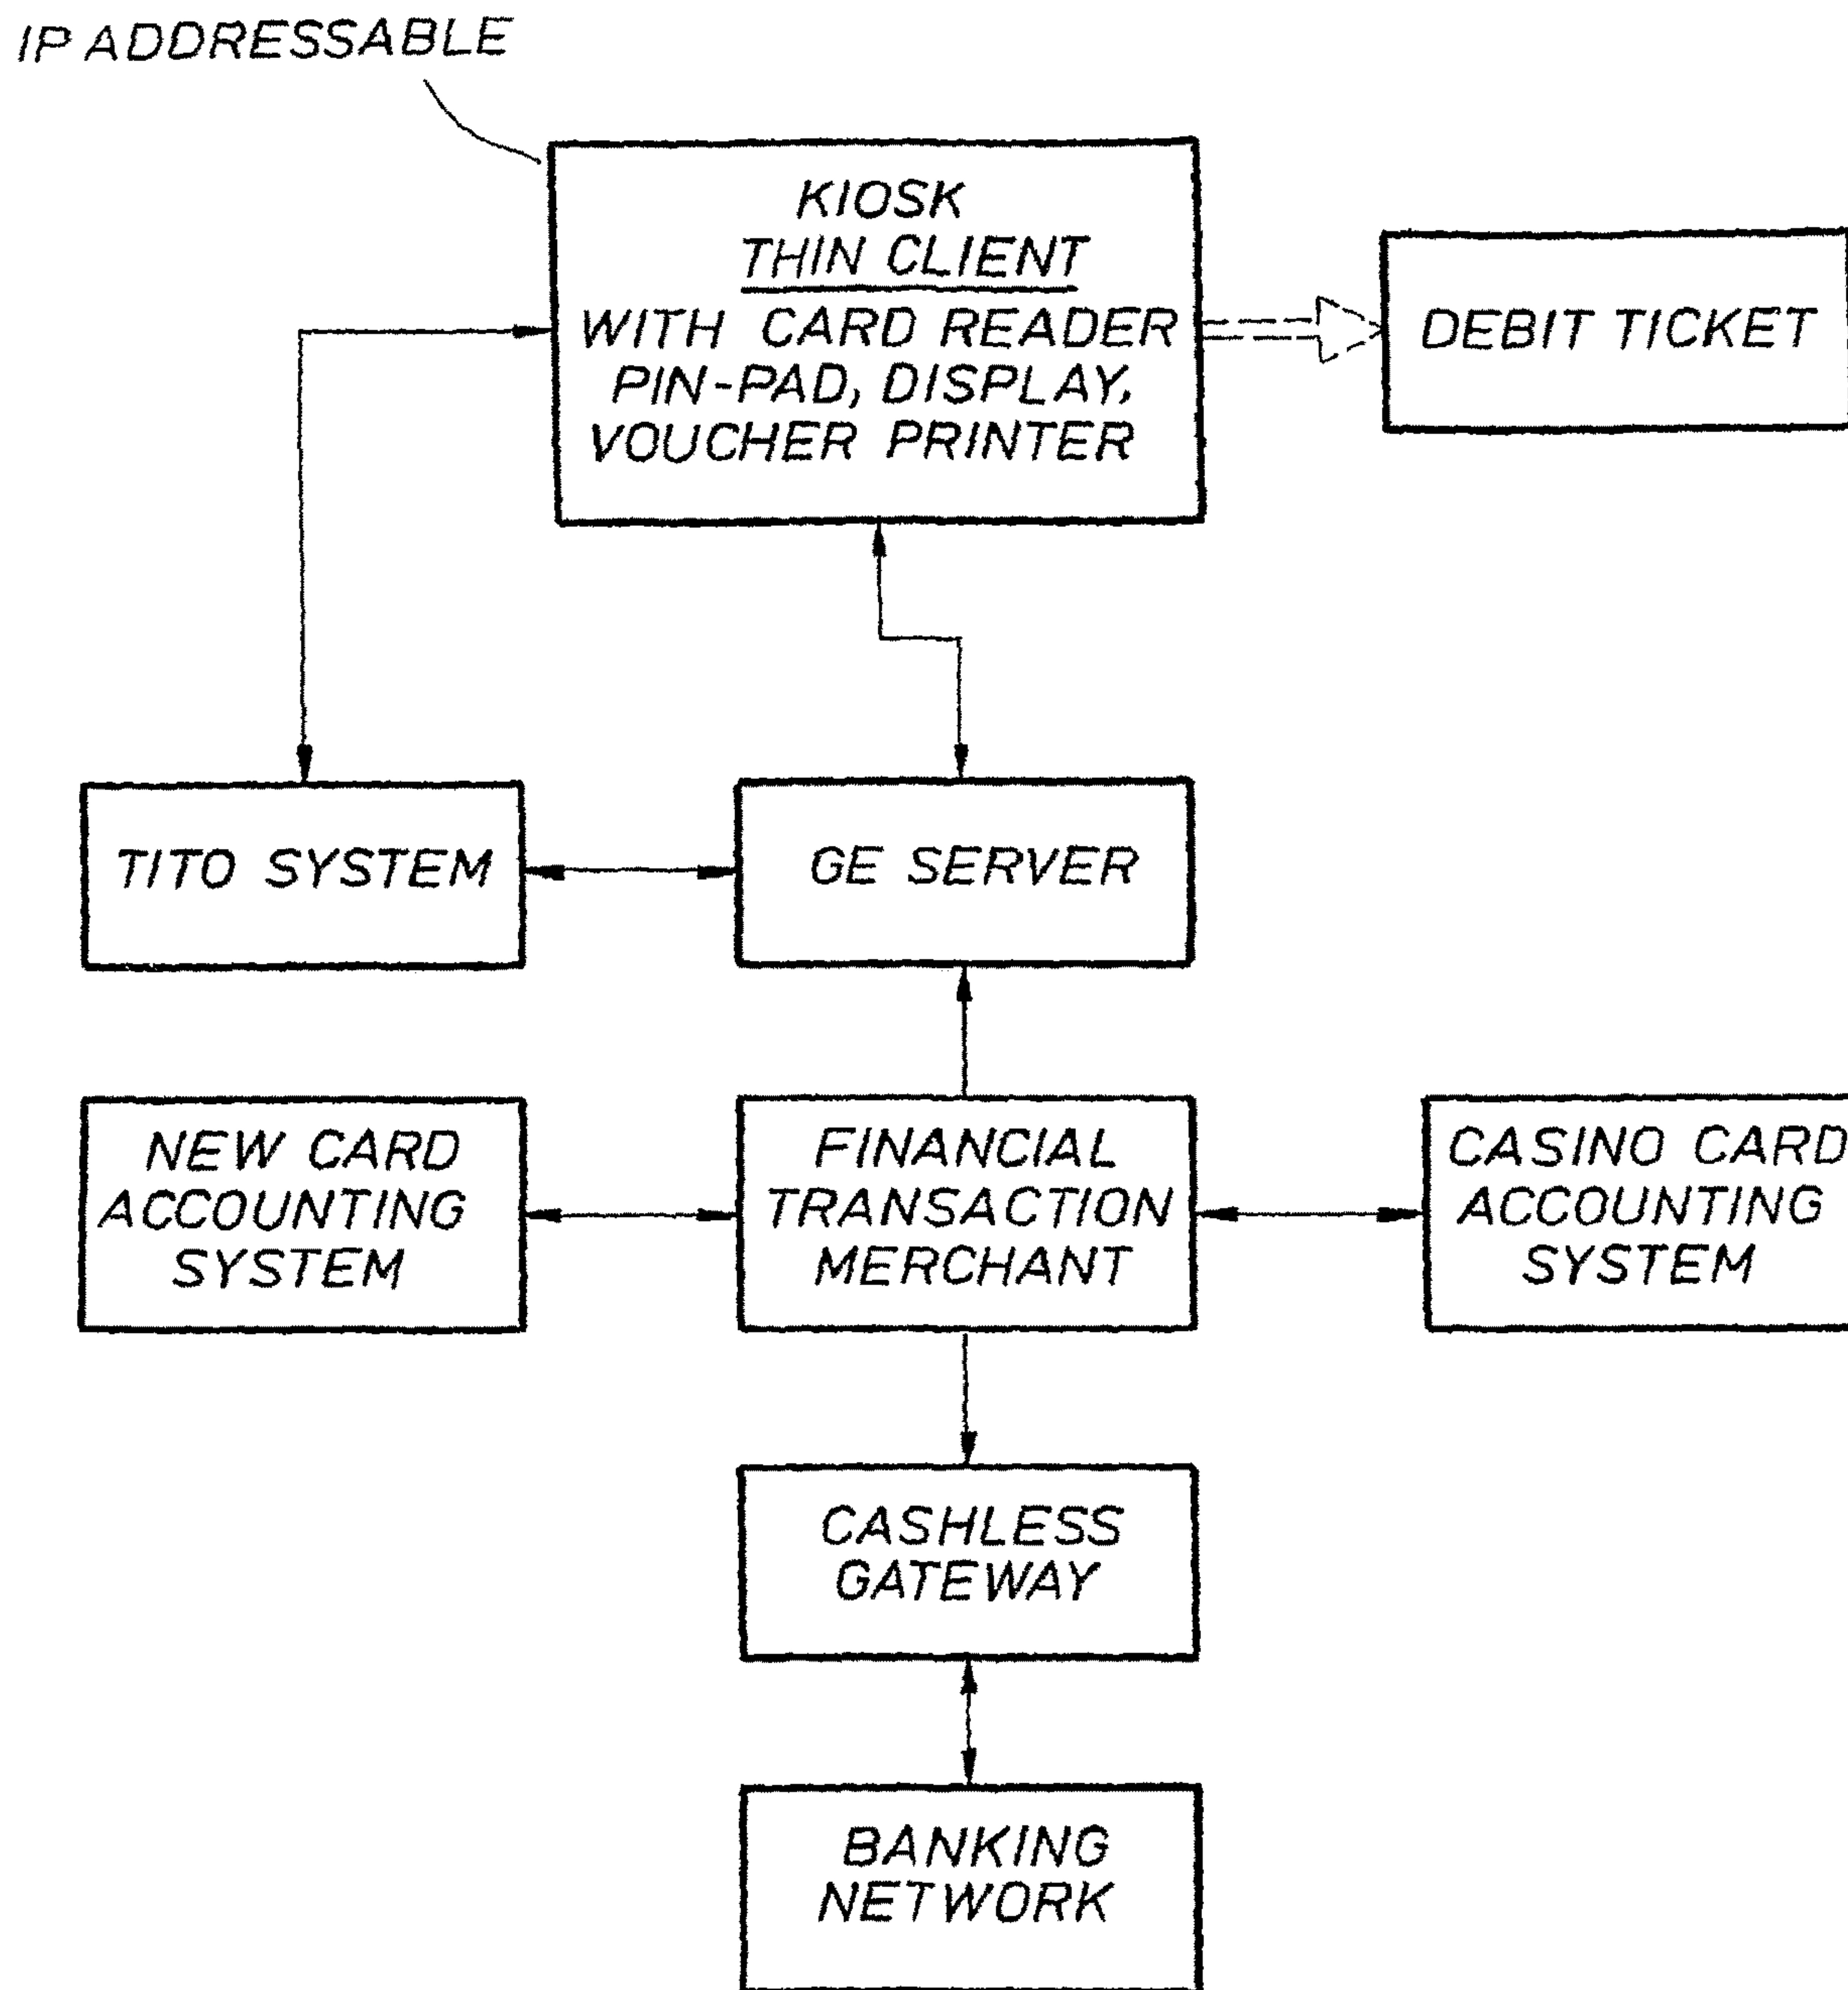 IP ADDRESSABLE
KIOSK
THIN CLIENT
WITH CARD READER
PIN-PAD, DISPLAY,
VOUCHER PRINTER
DEBIT TICKET
TITO SYSTEM
GE SERVER
NEW CARD
ACCOUNTING
SYSTEM
FINANCIAL
TRANSACTION
MERCHANT
CASINO CARD
ACCOUNTING
SYSTEM
CASHLESS
GATEWAY
BANKING
NETWORK